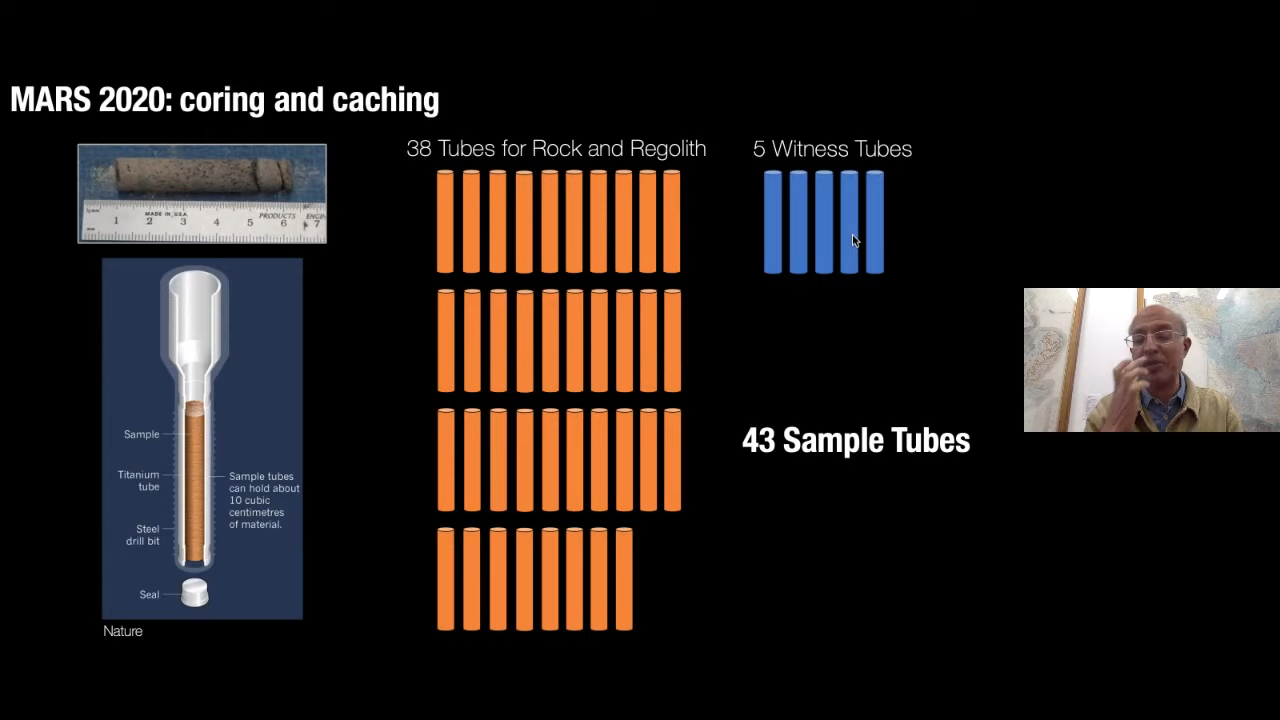 MARS 2020: coring and caching
38 Tubes for Rock and Regolith
5 Witness Tubes
MADE IN U.S.A.
PRODUCTS
1 2 3 4 5 6 7
Sample
Titanium
tube
Sample tubes
can hold about
10 cubic
centimetres
of material.
Steel
drill bit
Seal
Nature
43 Sample Tubes